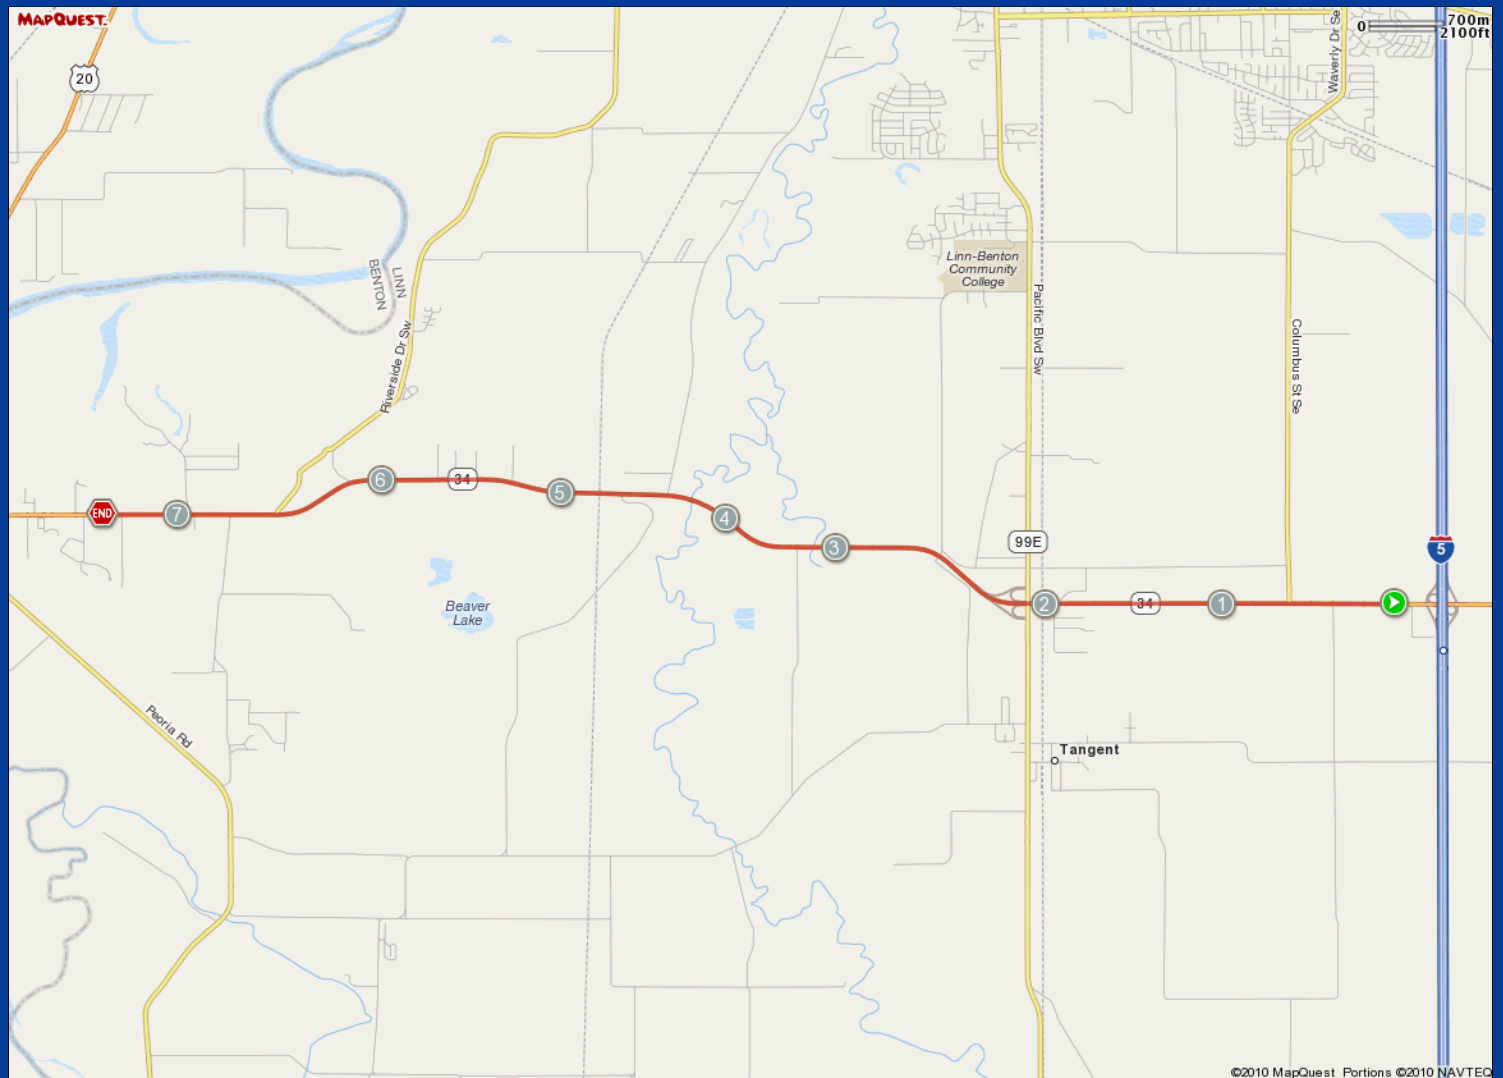 MAPQUEST.
0
700m
2100ft
20
Waverly Dr Se
Linn-Benton
Community
College
LINN
BENTON
Pacific Blvd Sw
Riverside Dr Sw
Columbus St Se
6
34
5
END
7
4
3
99E
5
2
34
1
Beaver
Lake
Peoria Rd
Tangent
©2010 MapQuest Portions ©2010 NAVTEQ